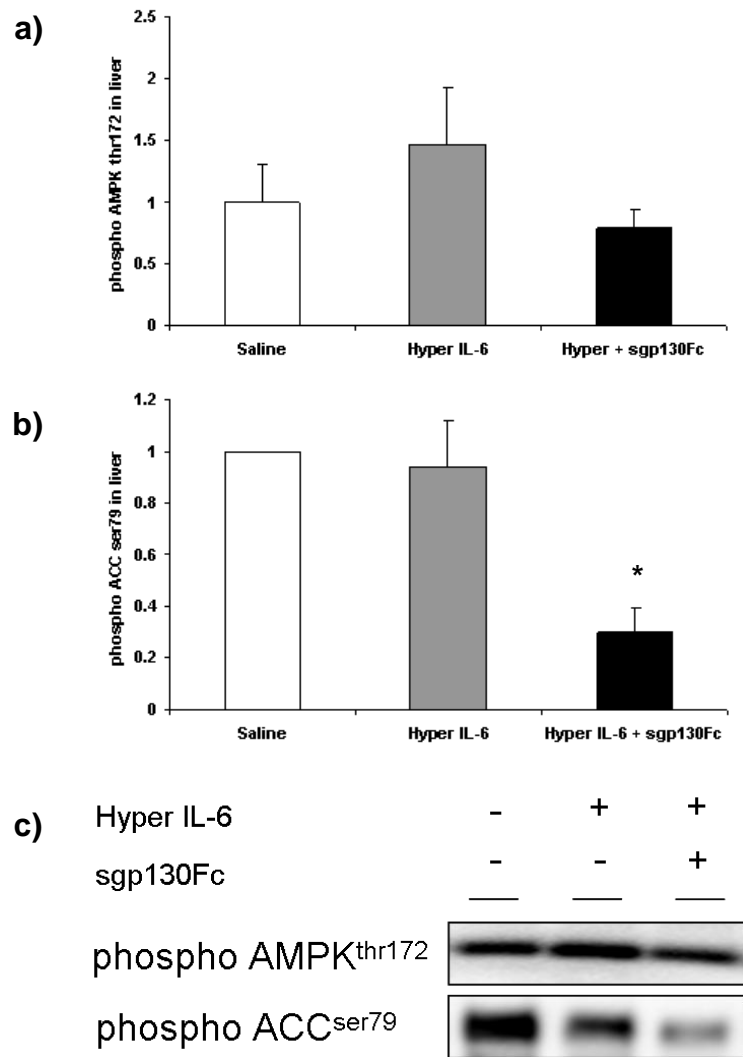 a)
2.5
2
1.5
1
0.5
0
phospho AMPK thr172 in liver
Saline Hyper IL-6 Hyper + sgp130Fc
b)
1.2
1
0.8
0.6
0.4
0.2
0
phospho ACC ser79 in liver
*
Saline Hyper IL-6 Hyper IL-6 + sgp130Fc
c)
Hyper IL-6 - + +
sgp130Fc - - +
phospho AMPKthr172
phospho ACCser79